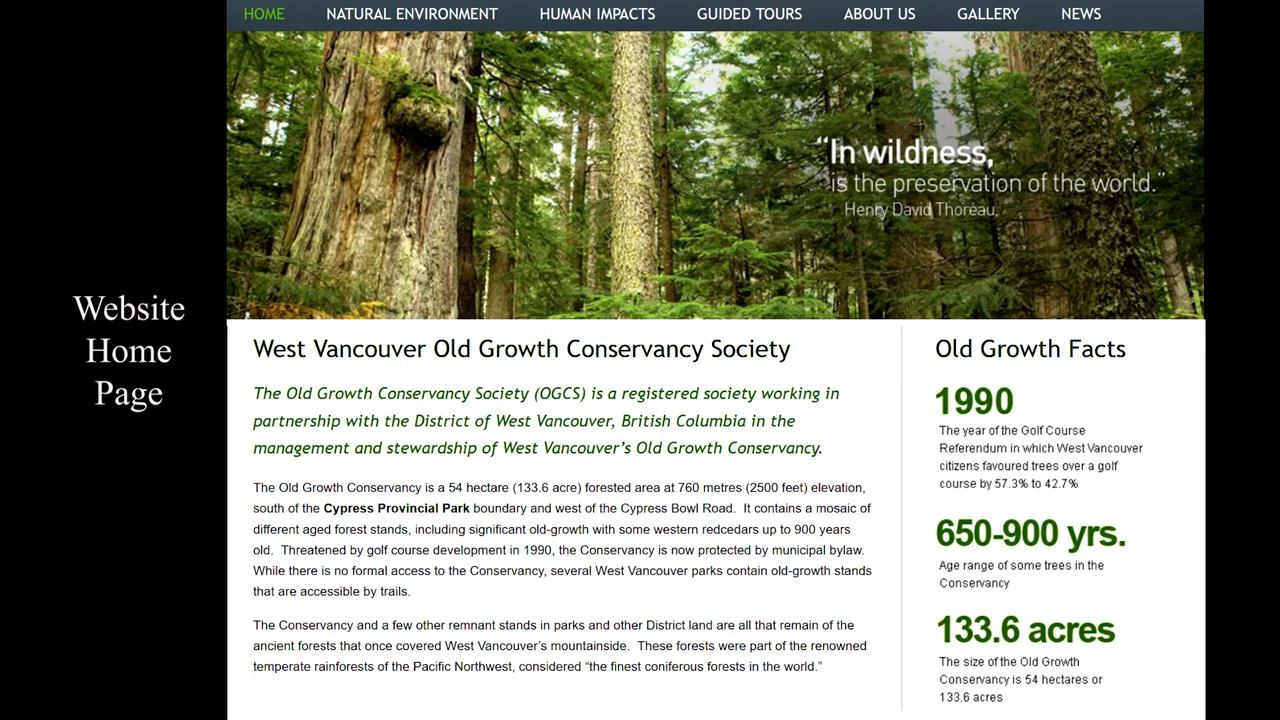 HOME NATURAL ENVIRONMENT HUMAN IMPACTS GUIDED TOURS ABOUT US GALLERY NEWS
“In wildness,
is the preservation of the world.”
Henry David Thoreau.
Website
Home
Page
West Vancouver Old Growth Conservancy Society
The Old Growth Conservancy Society (OGCS) is a registered society working in
partnership with the District of West Vancouver, British Columbia in the
management and stewardship of West Vancouver’s Old Growth Conservancy.
The Old Growth Conservancy is a 54 hectare (133.6 acre) forested area at 760 metres (2500 feet) elevation,
south of the Cypress Provincial Park boundary and west of the Cypress Bowl Road. It contains a mosaic of
different aged forest stands, including significant old-growth with some western redcedars up to 900 years
old. Threatened by golf course development in 1990, the Conservancy is now protected by municipal bylaw.
While there is no formal access to the Conservancy, several West Vancouver parks contain old-growth stands
that are accessible by trails.
The Conservancy and a few other remnant stands in parks and other District land are all that remain of the
ancient forests that once covered West Vancouver’s mountainside. These forests were part of the renowned
temperate rainforests of the Pacific Northwest, considered “the finest coniferous forests in the world.”
Old Growth Facts
1990
The year of the Golf Course
Referendum in which West Vancouver
citizens favoured trees over a golf
course by 57.3% to 42.7%
650-900 yrs.
Age range of some trees in the
Conservancy
133.6 acres
The size of the Old Growth
Conservancy is 54 hectares or
133.6 acres